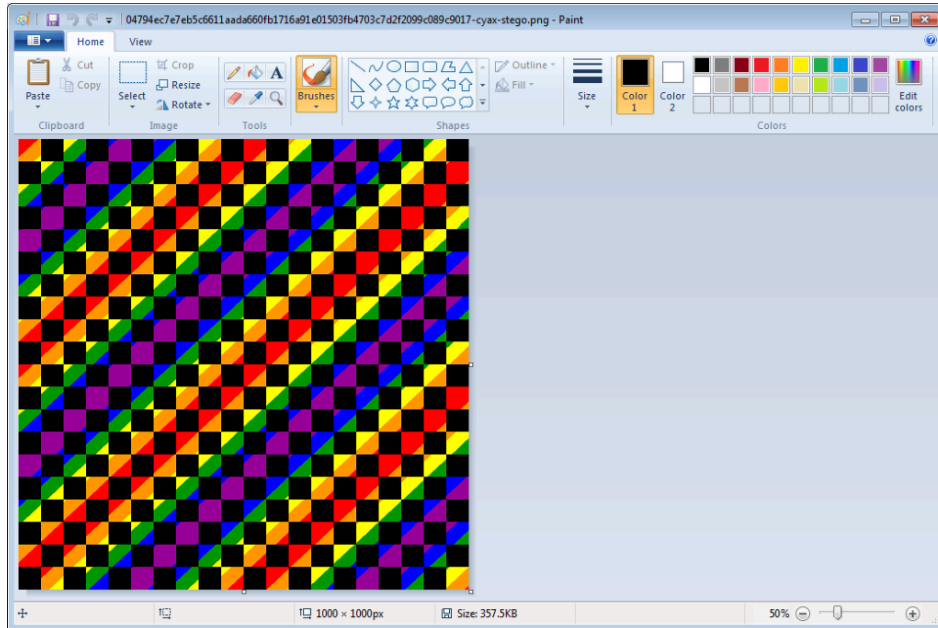 04794ec7e7eb5c6611aada660fb1716a91e01503fb4703c7d2f2099c089c9017-cyax-stego.png - Paint
Home View
Cut Crop Outline
Copy Resize Fill
Paste Select Rotate Brushes A Size Color 1 Color 2 Edit colors
Clipboard Image Tools Shapes Colors
1000 × 1000px Size: 357.5KB 50%